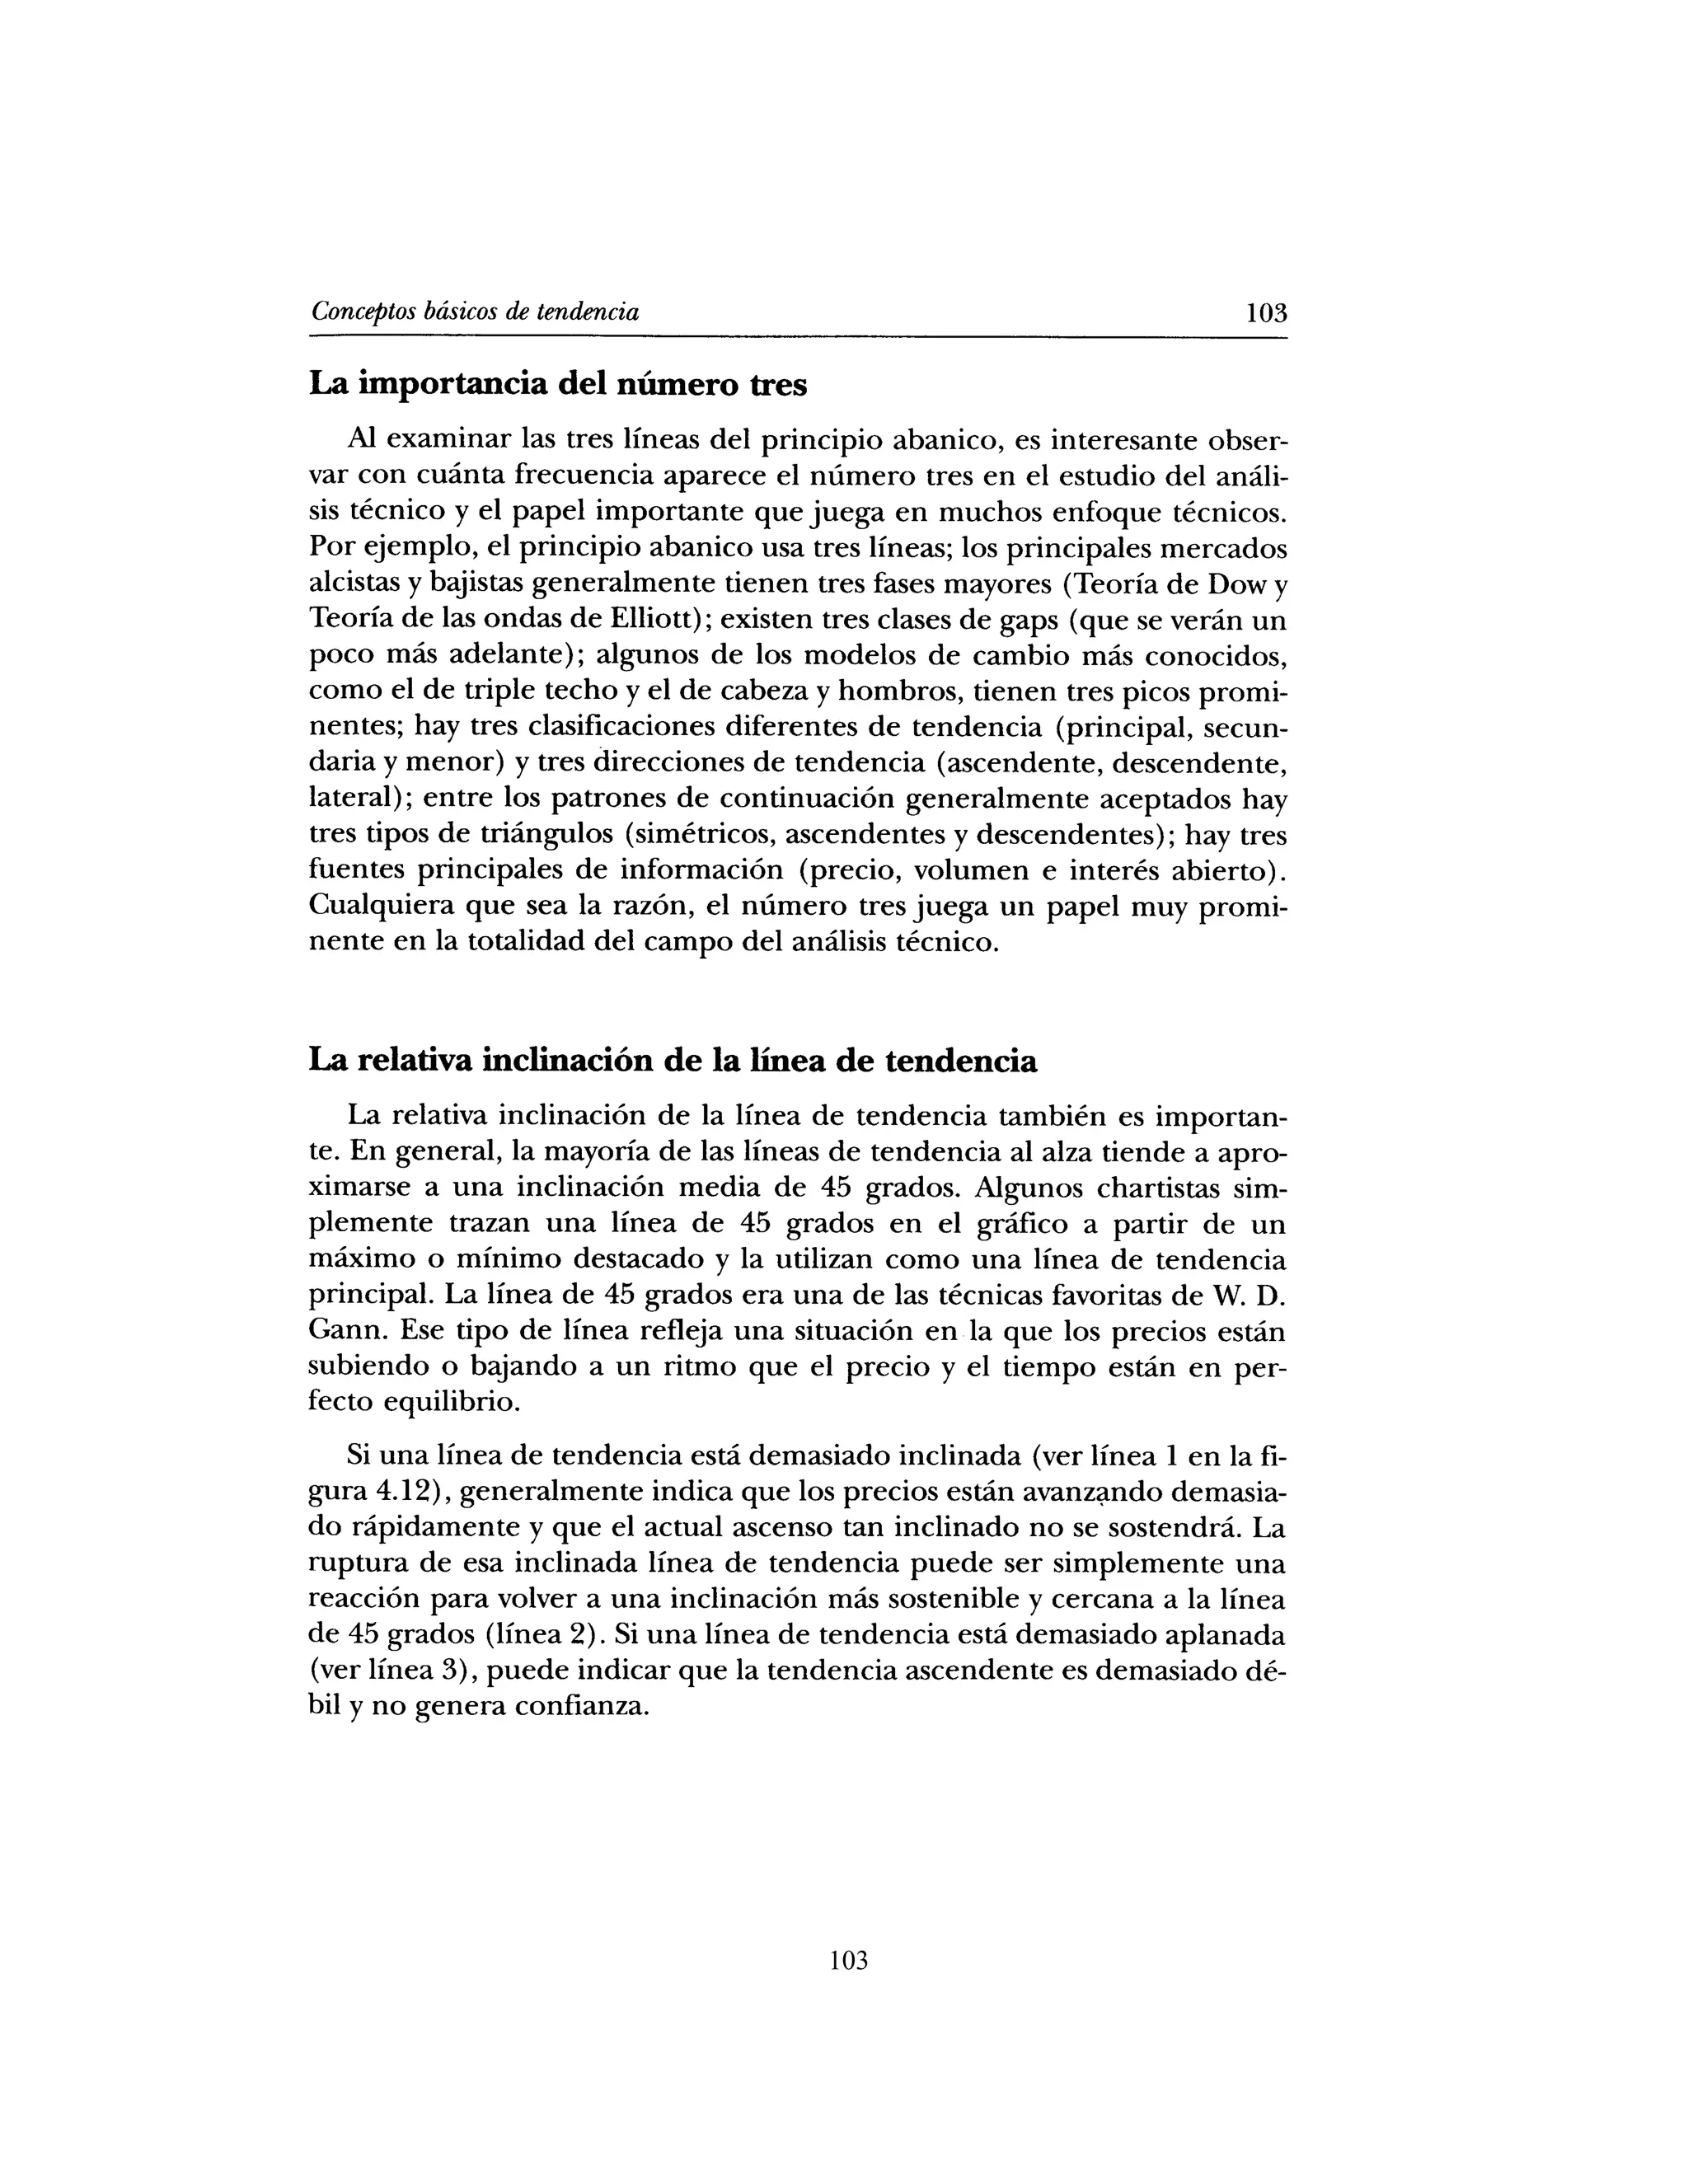 Conceptos básicos de tendencia 103
La importancia del número tres
Al examinar las tres líneas del principio abanico, es interesante obser-
var con cuánta frecuencia aparece el número tres en el estudio del análi-
sis técnico y el papel importante que juega en muchos enfoque técnicos.
Por ejemplo, el principio abanico usa tres líneas; los principales mercados
alcistas y bajistas generalmente tienen tres fases mayores (Teoría de Dow y
Teoría de las ondas de Elliott); existen tres clases de gaps (que se verán un
poco más adelante); algunos de los modelos de cambio más conocidos,
como el de triple techo y el de cabeza y hombros, tienen tres picos promi-
nentes; hay tres clasificaciones diferentes de tendencia (principal, secun-
daria y menor) y tres direcciones de tendencia (ascendente, descendente,
lateral); entre los patrones de continuación generalmente aceptados hay
tres tipos de triángulos (simétricos, ascendentes y descendentes); hay tres
fuentes principales de información (precio, volumen e interés abierto).
Cualquiera que sea la razón, el número tres juega un papel muy promi-
nente en la totalidad del campo del análisis técnico.
La relativa inclinación de la línea de tendencia
La relativa inclinación de la línea de tendencia también es importan-
te. En general, la mayoría de las líneas de tendencia al alza tiende a apro-
ximarse a una inclinación media de 45 grados. Algunos chartistas sim-
plemente trazan una línea de 45 grados en el gráfico a partir de un
máximo o mínimo destacado y la utilizan como una línea de tendencia
principal. La línea de 45 grados era una de las técnicas favoritas de W. D.
Gann. Ese tipo de línea refleja una situación en la que los precios están
subiendo o bajando a un ritmo que el precio y el tiempo están en per-
fecto equilibrio.
Si una línea de tendencia está demasiado inclinada (ver línea 1 en la fi-
gura 4.12), generalmente indica que los precios están avanzando demasia-
do rápidamente y que el actual ascenso tan inclinado no se sostendrá. La
ruptura de esa inclinada línea de tendencia puede ser simplemente una
reacción para volver a una inclinación más sostenible y cercana a la línea
de 45 grados (línea 2). Si una línea de tendencia está demasiado aplanada
(ver línea 3), puede indicar que la tendencia ascendente es demasiado dé-
bil y no genera confianza.
103